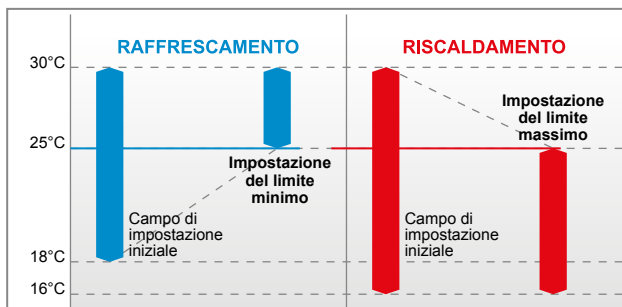 RAFFRESCAMENTO
RISCALDAMENTO
30°C
25°C
18°C
16°C
Impostazione
del limite
minimo
Campo di
impostazione
iniziale
Impostazione
del limite
massimo
Campo di
impostazione
iniziale